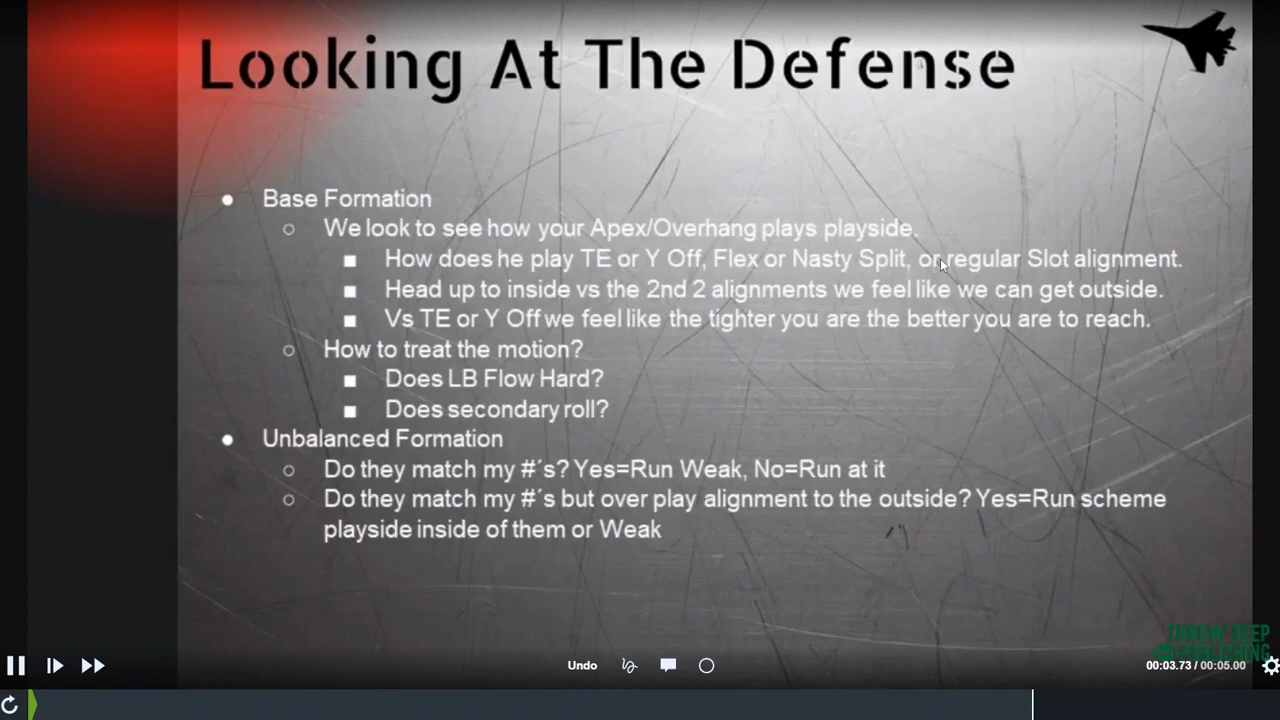 Looking At The Defense
● Base Formation
○ We look to see how your Apex/Overhang plays playside.
■ How does he play TE or Y Off, Flex or Nasty Split, or regular Slot alignment.
■ Head up to inside vs the 2nd 2 alignments we feel like we can get outside.
■ Vs TE or Y Off we feel like the tighter you are the better you are to reach.
○ How to treat the motion?
■ Does LB Flow Hard?
■ Does secondary roll?
● Unbalanced Formation
○ Do they match my #´s? Yes=Run Weak, No=Run at it
○ Do they match my #´s but over play alignment to the outside? Yes=Run scheme
playside inside of them or Weak
THROW DEEP
PUBLISHING
Undo
00:03.73 / 00:05.00